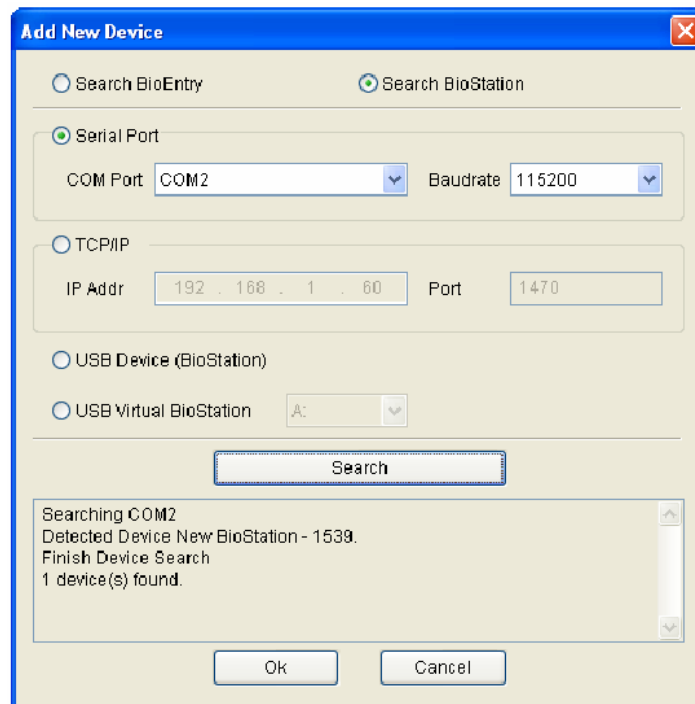 Add New Device
Search BioEntry Search BioStation
Serial Port
COM Port COM2 Baudrate 115200
TCP/IP
IP Addr 192 . 168 . 1 . 60 Port 1470
USB Device (BioStation)
USB Virtual BioStation A:
Search
Searching COM2
Detected Device New BioStation - 1539.
Finish Device Search
1 device(s) found.
Ok Cancel